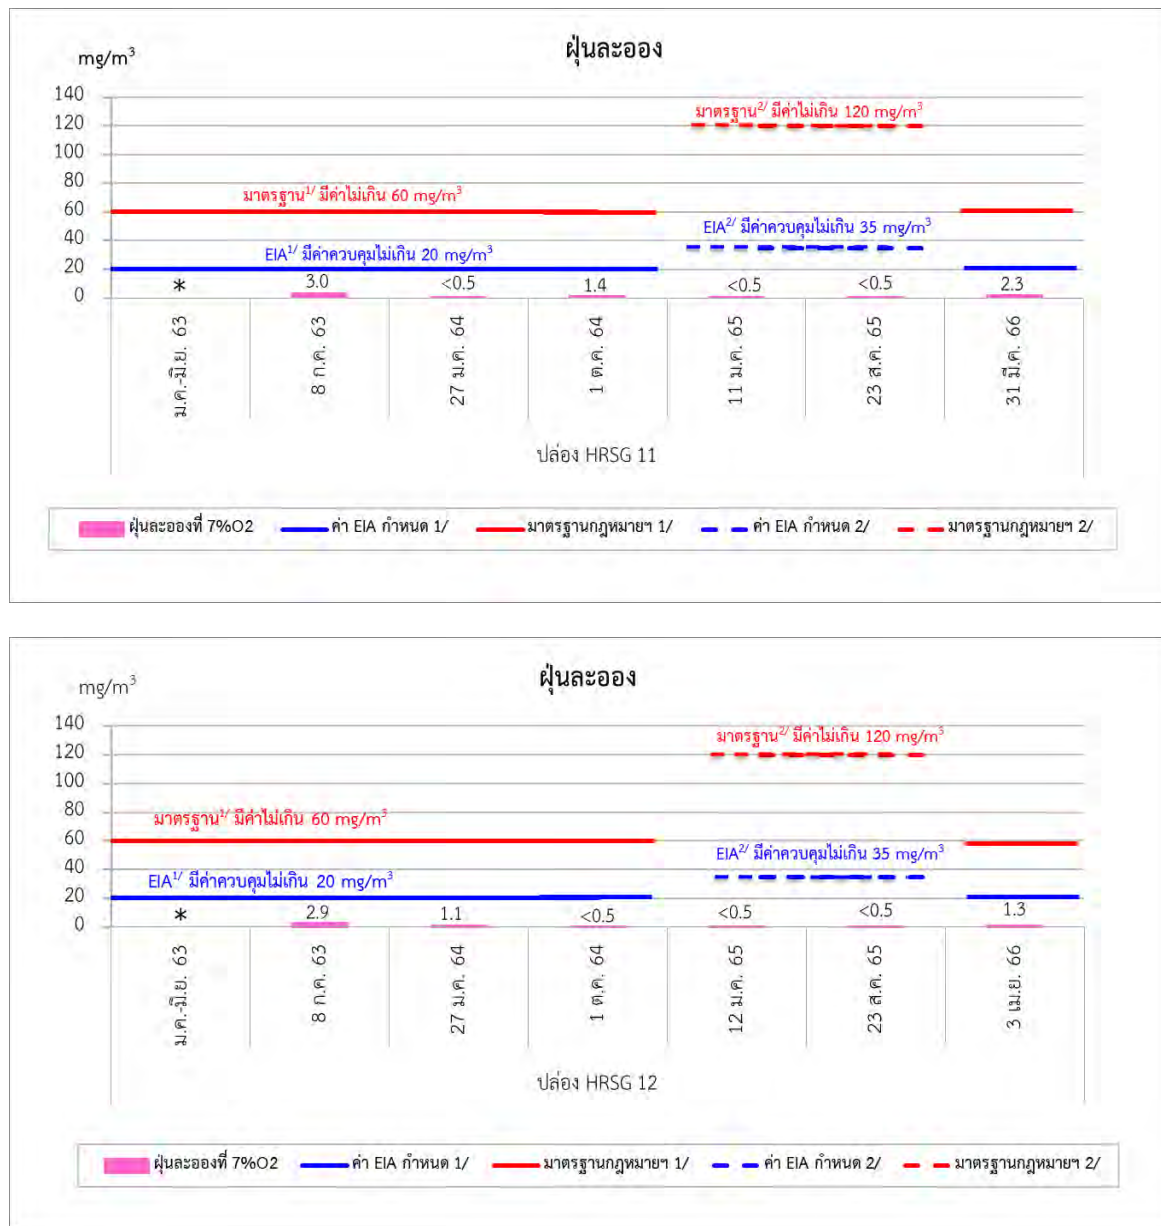 ฝุ่นละออง
mg/m³
140
120
100
80
60
40
20
0
มาตรฐาน²/ มีค่าไม่เกิน 120 mg/m³
มาตรฐาน¹/ มีค่าไม่เกิน 60 mg/m³
EIA²/ มีค่าควบคุมไม่เกิน 35 mg/m³
EIA¹/ มีค่าควบคุมไม่เกิน 20 mg/m³
* 3.0 <0.5 1.4 <0.5 <0.5 2.3
ม.ค.-มิ.ย. 63
8 ก.ค. 63
27 ม.ค. 64
1 ต.ค. 64
11 ม.ค. 65
23 ส.ค. 65
31 มี.ค. 66
ปล่อง HRSG 11
ฝุ่นละอองที่ 7%O2 ค่า EIA กำหนด 1/ มาตรฐานกฎหมายฯ 1/ ค่า EIA กำหนด 2/ มาตรฐานกฎหมายฯ 2/
ฝุ่นละออง
mg/m³
140
120
100
80
60
40
20
0
มาตรฐาน²/ มีค่าไม่เกิน 120 mg/m³
มาตรฐาน¹/ มีค่าไม่เกิน 60 mg/m³
EIA²/ มีค่าควบคุมไม่เกิน 35 mg/m³
EIA¹/ มีค่าควบคุมไม่เกิน 20 mg/m³
* 2.9 1.1 <0.5 <0.5 <0.5 1.3
ม.ค.-มิ.ย. 63
8 ก.ค. 63
27 ม.ค. 64
1 ต.ค. 64
12 ม.ค. 65
23 ส.ค. 65
3 เม.ย. 66
ปล่อง HRSG 12
ฝุ่นละอองที่ 7%O2 ค่า EIA กำหนด 1/ มาตรฐานกฎหมายฯ 1/ ค่า EIA กำหนด 2/ มาตรฐานกฎหมายฯ 2/